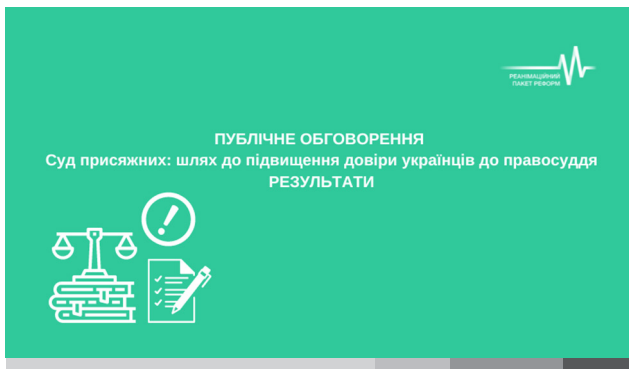 РЕАНІМАЦІЙНИЙ
ПАКЕТ РЕФОРМ
ПУБЛІЧНЕ ОБГОВОРЕННЯ
Суд присяжних: шлях до підвищення довіри українців до правосуддя
РЕЗУЛЬТАТИ